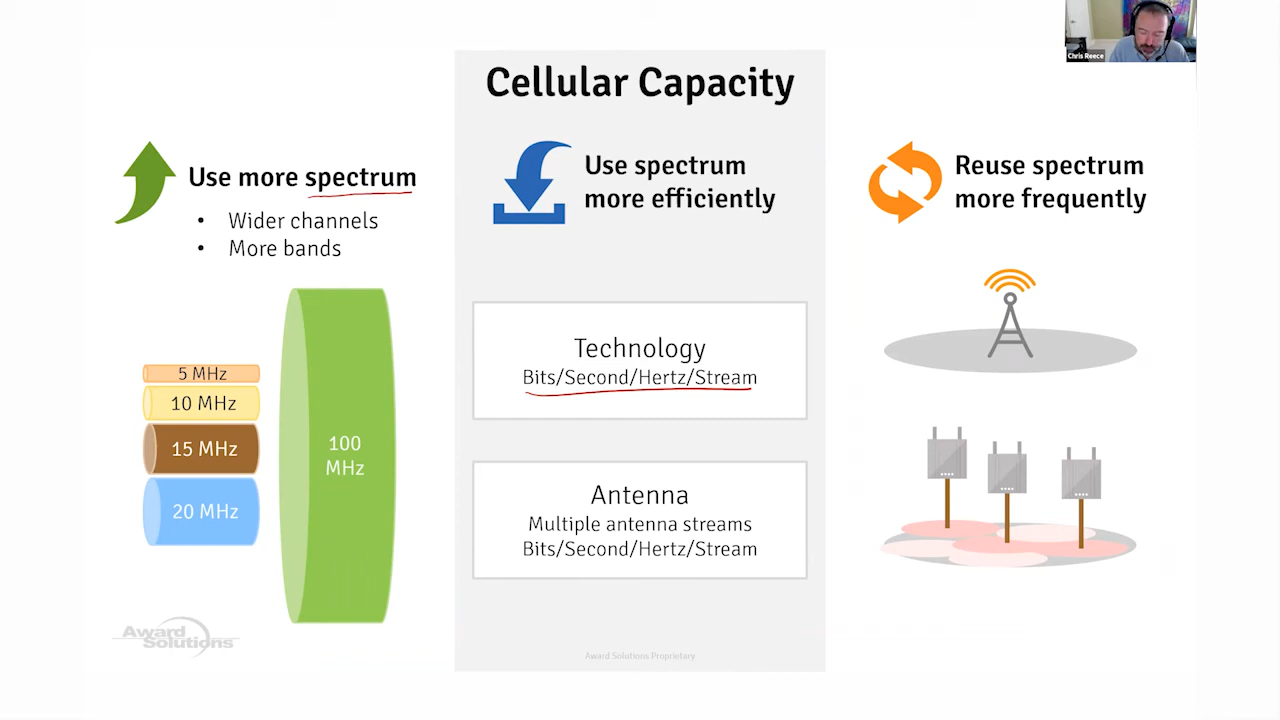 Chris Reece
Cellular Capacity
Use more spectrum
• Wider channels
• More bands
5 MHz
10 MHz
15 MHz
20 MHz
100
MHz
Use spectrum
more efficiently
Technology
Bits/Second/Hertz/Stream
Antenna
Multiple antenna streams
Bits/Second/Hertz/Stream
Reuse spectrum
more frequently
Award
Solutions
Award Solutions Proprietary